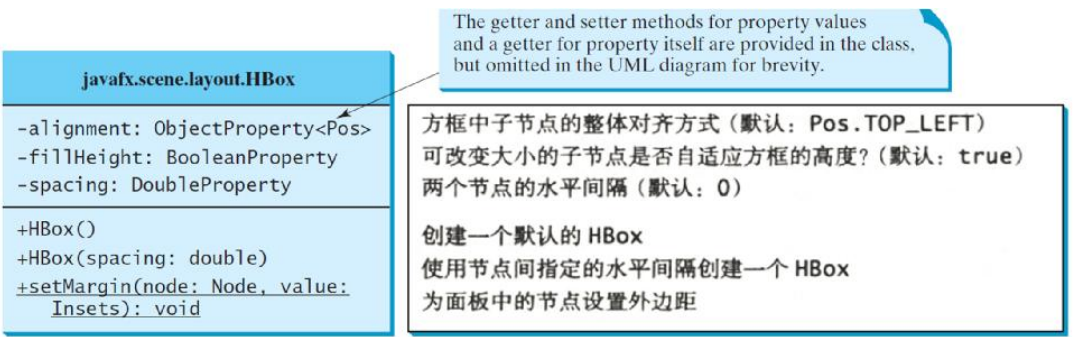 The getter and setter methods for property values
and a getter for property itself are provided in the class,
but omitted in the UML diagram for brevity.
javafx.scene.layout.HBox
-alignment: ObjectProperty<Pos>
-fillHeight: BooleanProperty
-spacing: DoubleProperty
+HBox()
+HBox(spacing: double)
+setMargin(node: Node, value:
Insets): void
方框中子节点的整体对齐方式（默认：Pos.TOP_LEFT）
可改变大小的子节点是否自适应方框的高度?（默认：true）
两个节点的水平间隔（默认：0）
创建一个默认的 HBox
使用节点间指定的水平间隔创建一个 HBox
为面板中的节点设置外边距